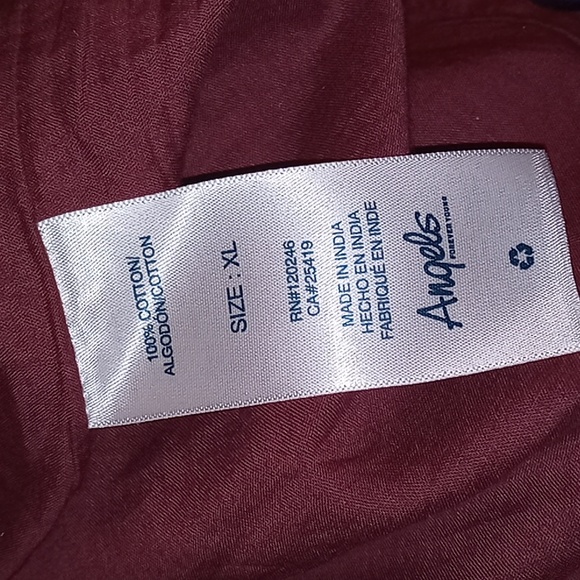 100% COTTON/
ALGODÓN/COTTON
SIZE : XL
RN#120246
CA#25419
MADE IN INDIA
HECHO EN INDIA
FABRIQUÉ EN INDE
Angels
FOREVER YOUNG